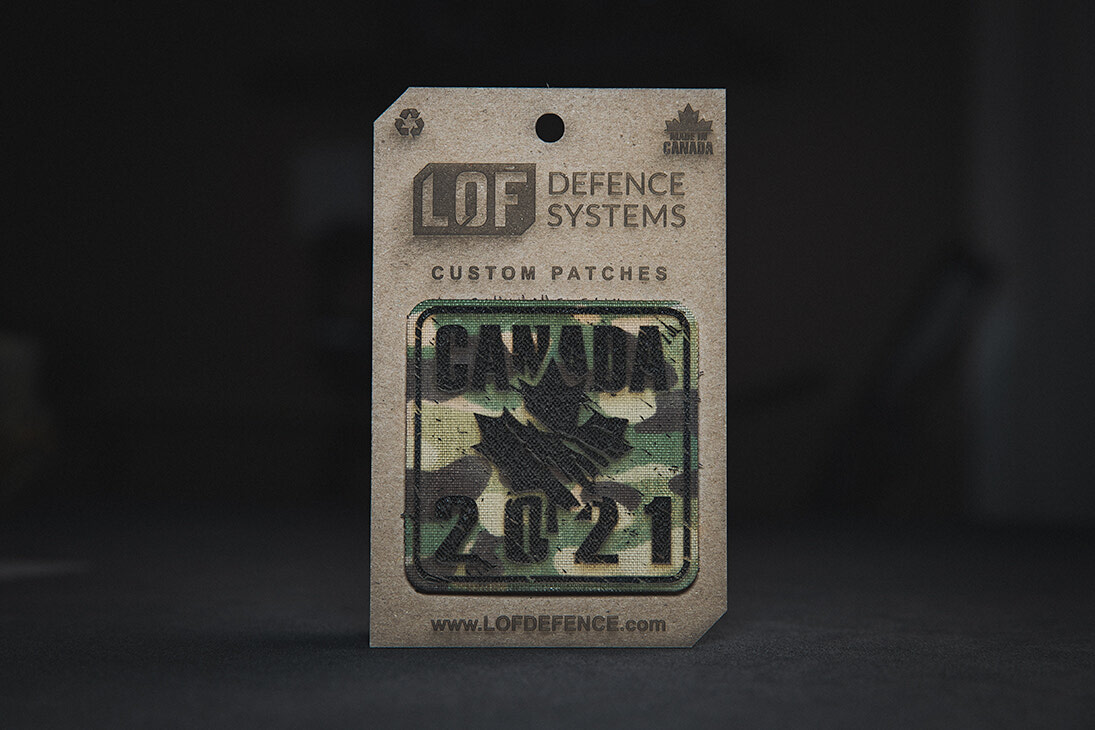 MADE IN
CANADA
LOF DEFENCE
SYSTEMS
CUSTOM PATCHES
CANADA
2021
www.LOFDEFENCE.com